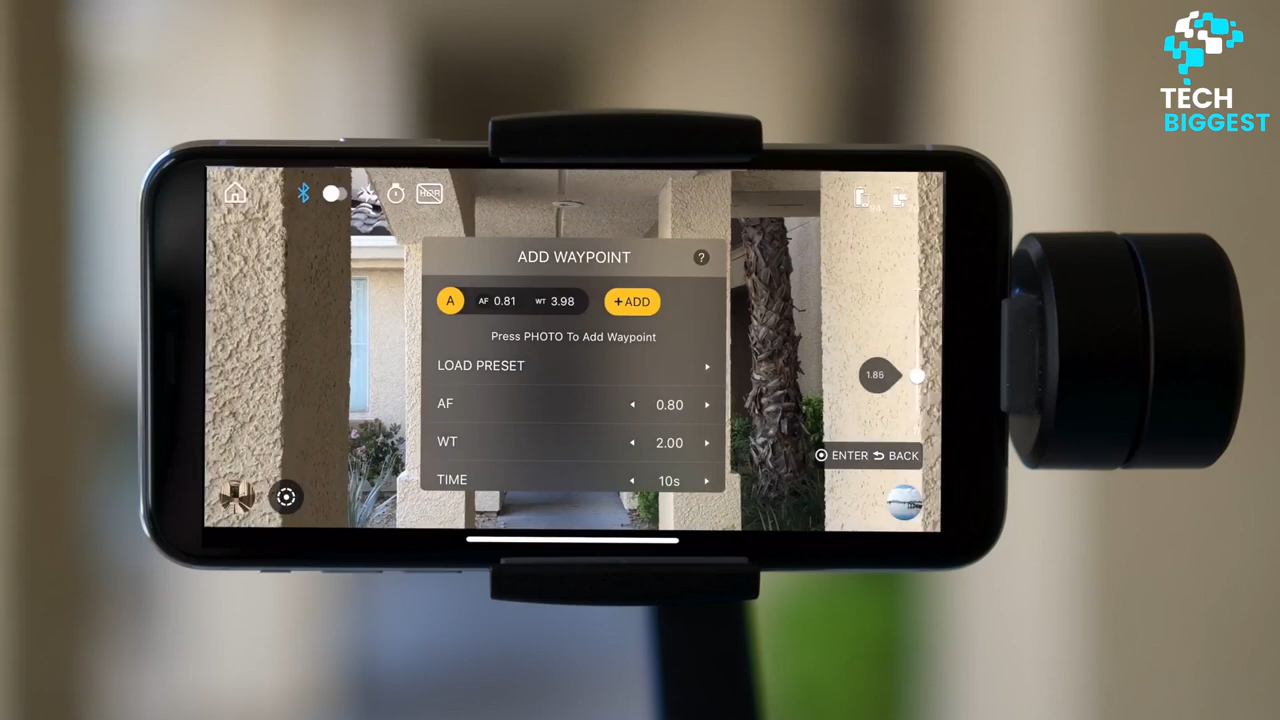 TECH
BIGGEST
HDR
ADD WAYPOINT ?
A AF 0.81 WT 3.98 +ADD
Press PHOTO To Add Waypoint
LOAD PRESET
AF 0.80
WT 2.00
TIME 10s
1.85
ENTER BACK